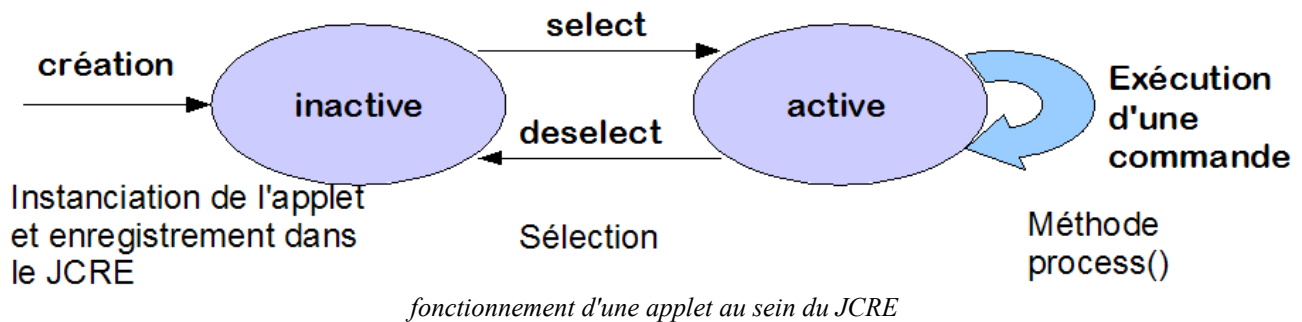 création
inactive
select
deselect
active
Exécution
d'une
commande
Instanciation de l'applet
et enregistrement dans
le JCRE
Sélection
Méthode
process()
fonctionnement d'une applet au sein du JCRE